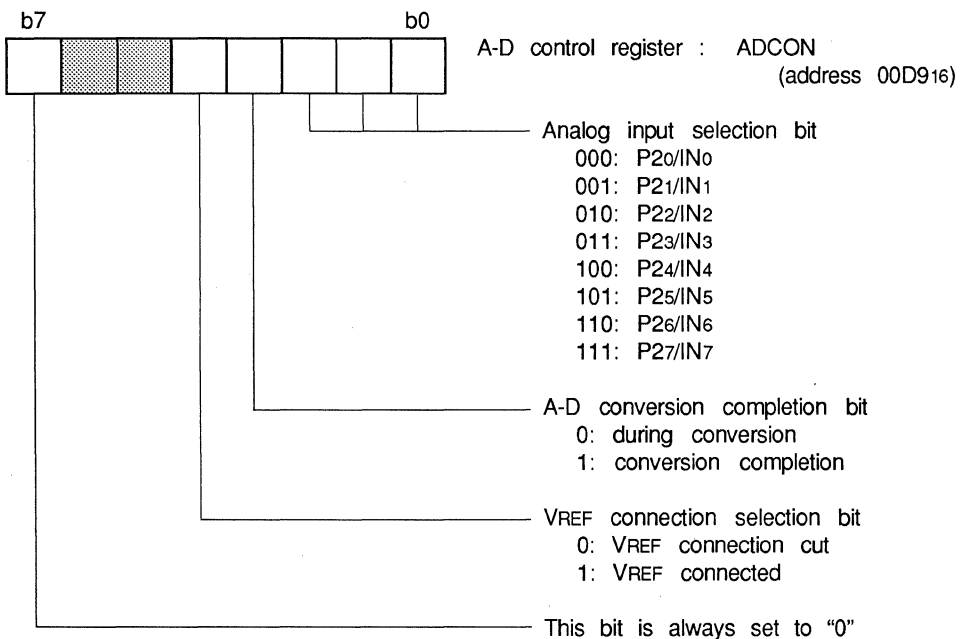 b7 b0
A-D control register : ADCON
(address 00D916)
Analog input selection bit
000: P20/IN0
001: P21/IN1
010: P22/IN2
011: P23/IN3
100: P24/IN4
101: P25/IN5
110: P26/IN6
111: P27/IN7
A-D conversion completion bit
0: during conversion
1: conversion completion
VREF connection selection bit
0: VREF connection cut
1: VREF connected
This bit is always set to “0”